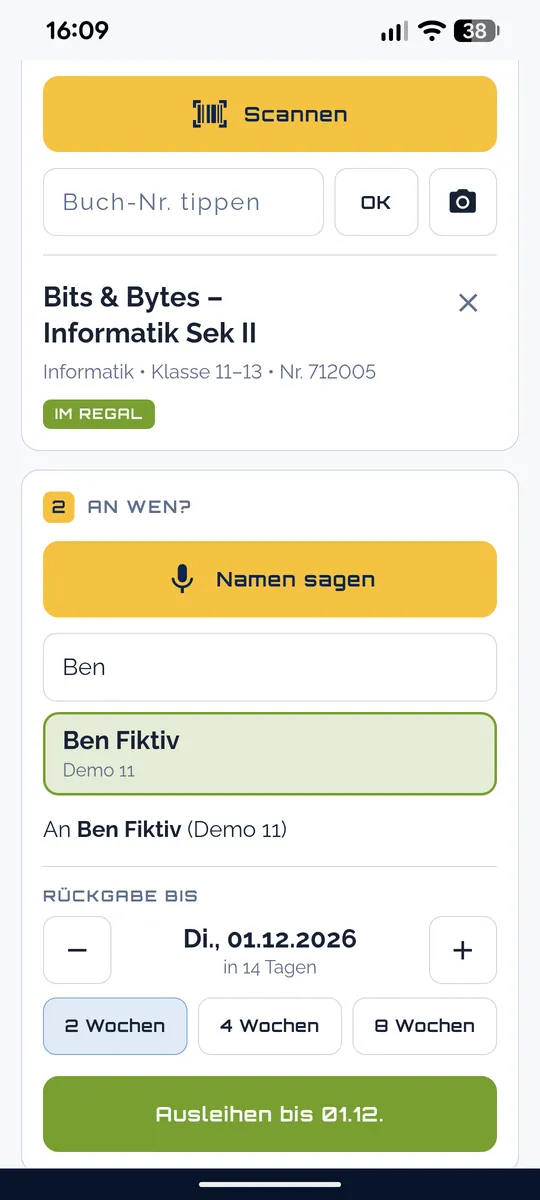 16:09
38
Scannen
Buch-Nr. tippen
OK
Bits & Bytes –
Informatik Sek II
Informatik • Klasse 11–13 • Nr. 712005
IM REGAL
2 AN WEN?
Namen sagen
Ben
Ben Fiktiv
Demo 11
An Ben Fiktiv (Demo 11)
RÜCKGABE BIS
− Di., 01.12.2026 +
in 14 Tagen
2 Wochen 4 Wochen 8 Wochen
Ausleihen bis 01.12.